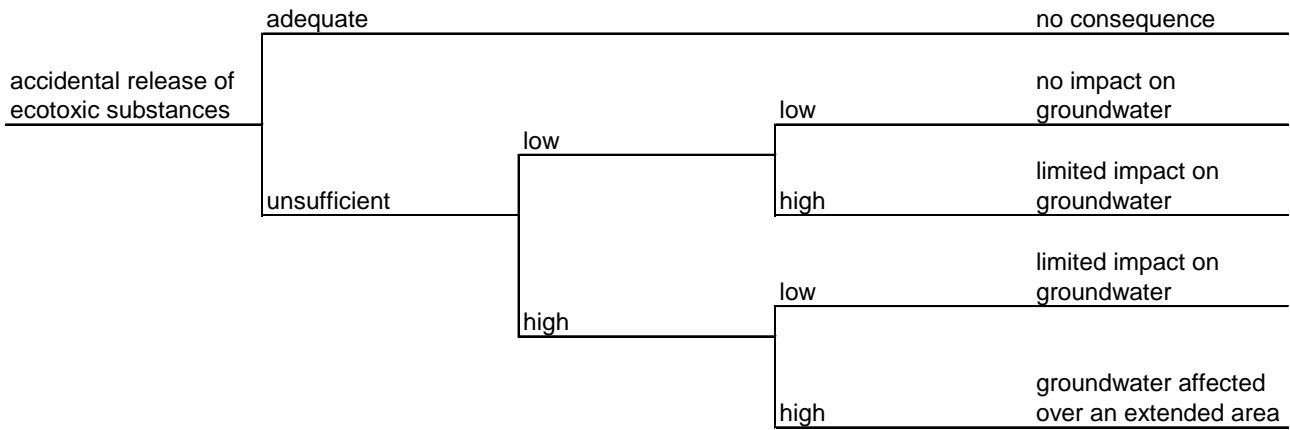 adequate
no consequence
accidental release of
ecotoxic substances
no impact on
groundwater
low
low
limited impact on
groundwater
unsufficient
high
limited impact on
groundwater
low
high
groundwater affected
over an extended area
high